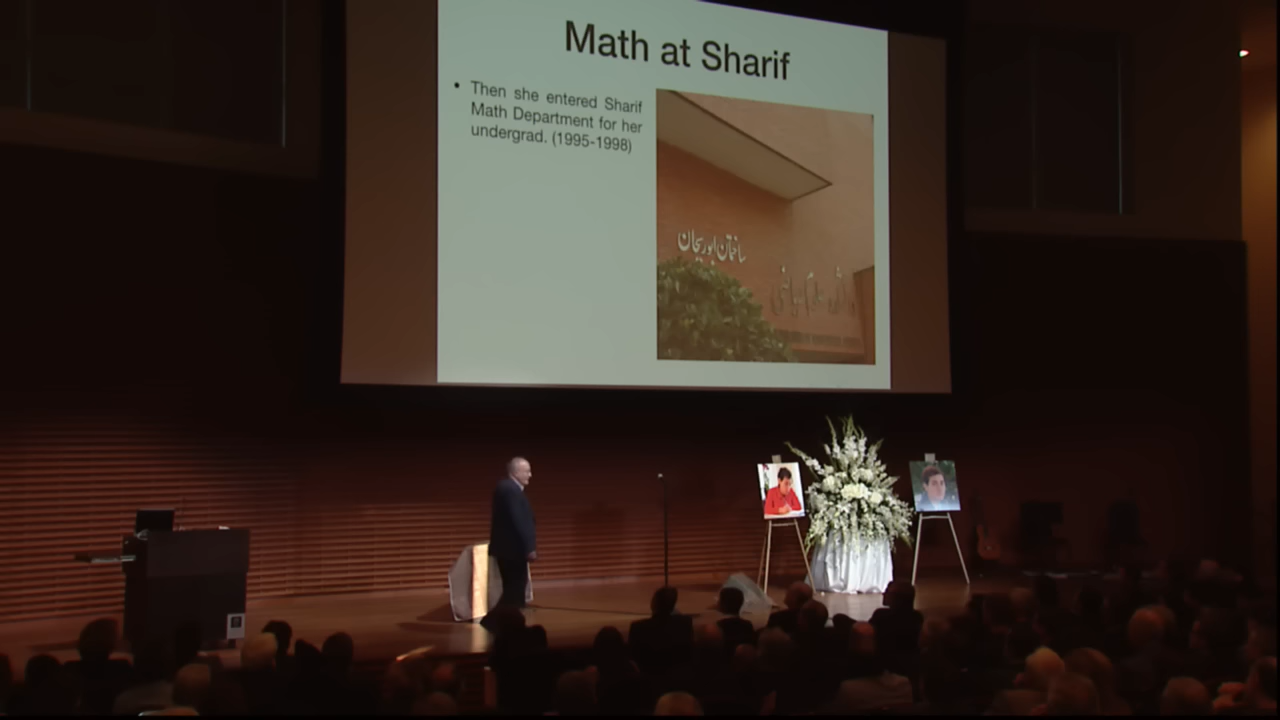 Math at Sharif
• Then she entered Sharif
Math Department for her
undergrad. (1995-1998)
ساختمان ابوریحان